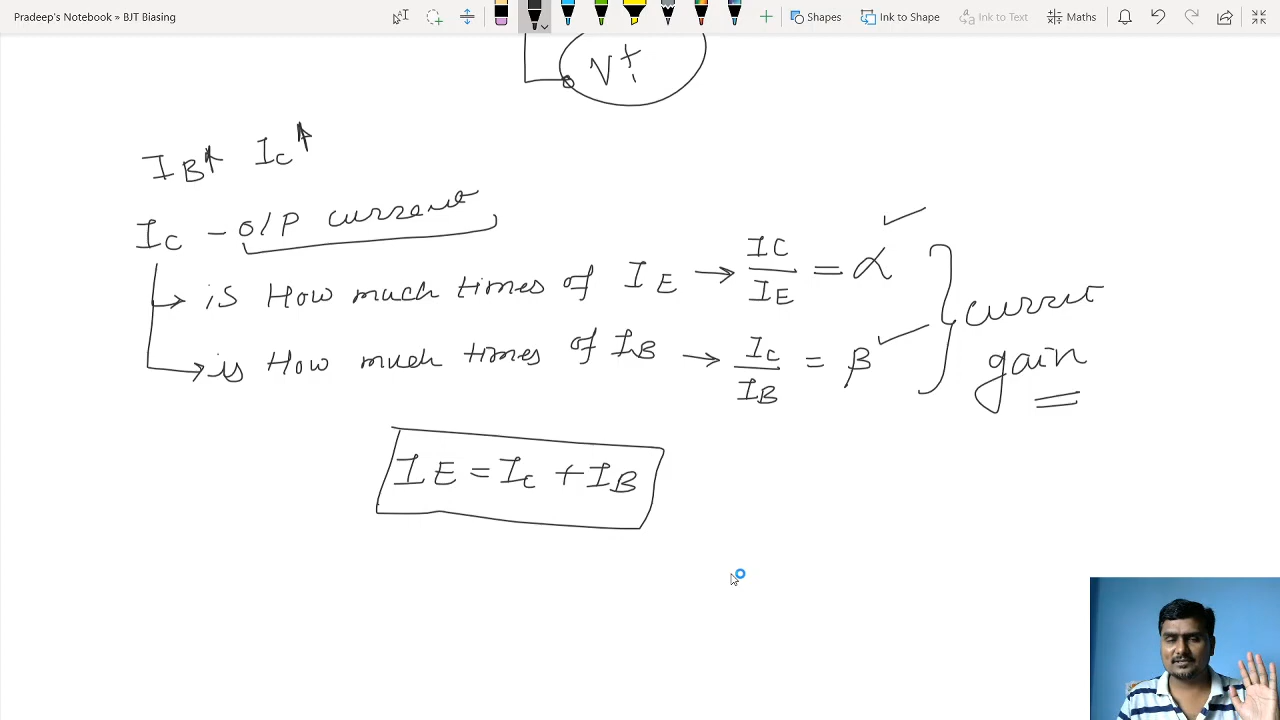 Pradeep's Notebook » BJT Biasing
Shapes Ink to Shape Ink to Text Maths
V+
IB↑ IC↑
IC - O/P current
→ is How much times of IE → IC/IE = α ✓
→ is How much times of IB → IC/IB = β ✓
} current gain
IE = IC + IB